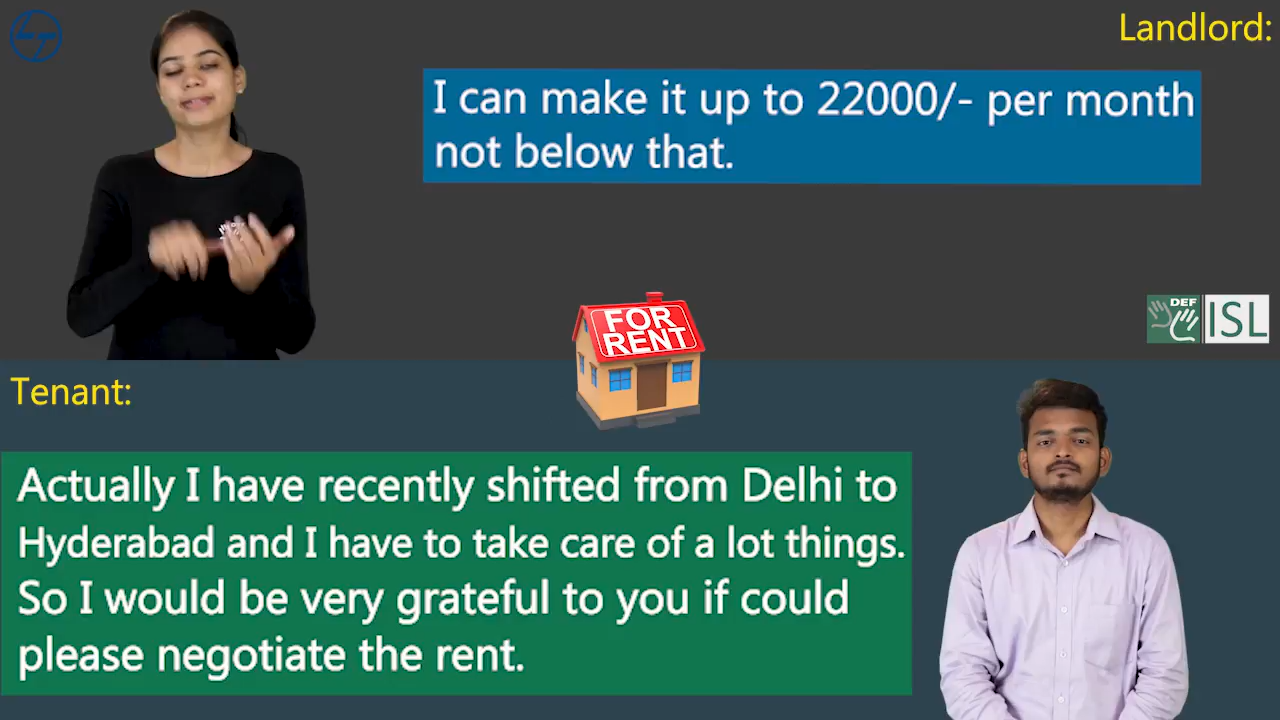 Landlord:
I can make it up to 22000/- per month
not below that.
DEF
ISL
FOR
RENT
Tenant:
Actually I have recently shifted from Delhi to
Hyderabad and I have to take care of a lot things.
So I would be very grateful to you if could
please negotiate the rent.